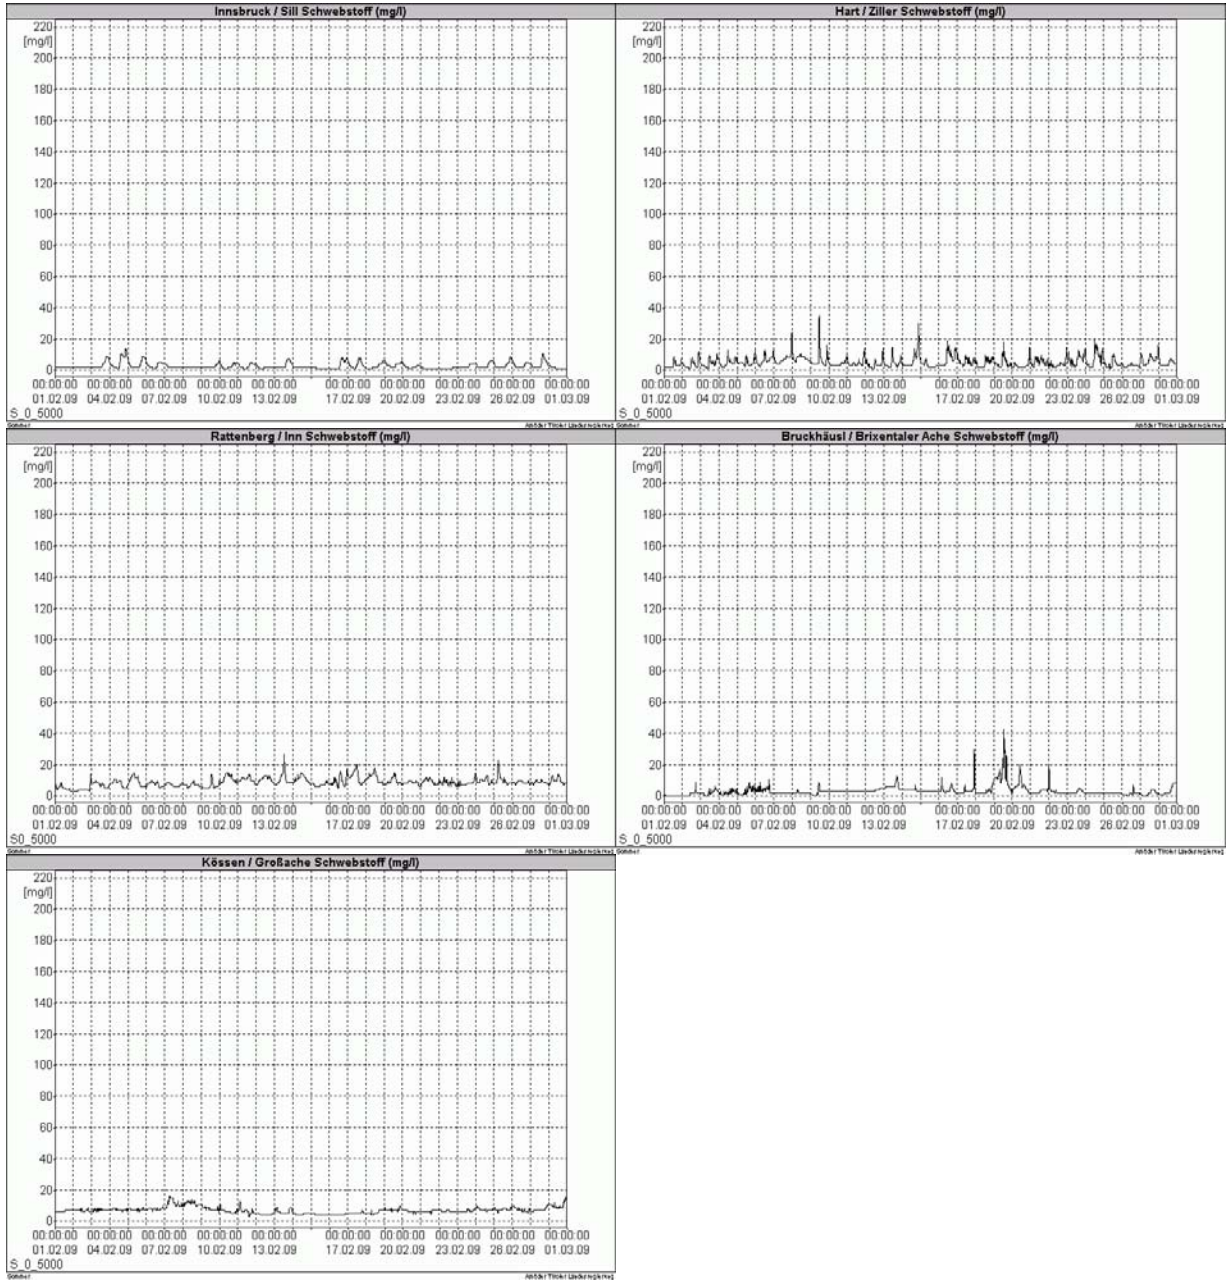 Innsbruck / Sill Schwebstoff (mg/l)
220
[mg/l]
200
180
160
140
120
100
80
60
40
20
0
00:00:00 00:00:00 00:00:00 00:00:00 00:00:00 00:00:00 00:00:00 00:00:00 00:00:00 00:00:00
01.02.09 04.02.09 07.02.09 10.02.09 13.02.09 17.02.09 20.02.09 23.02.09 26.02.09 01.03.09
S_0_5000
Hart / Ziller Schwebstoff (mg/l)
220
[mg/l]
200
180
160
140
120
100
80
60
40
20
0
00:00:00 00:00:00 00:00:00 00:00:00 00:00:00 00:00:00 00:00:00 00:00:00 00:00:00 00:00:00
01.02.09 04.02.09 07.02.09 10.02.09 13.02.09 17.02.09 20.02.09 23.02.09 26.02.09 01.03.09
S_0_5000
Rattenberg / Inn Schwebstoff (mg/l)
220
[mg/l]
200
180
160
140
120
100
80
60
40
20
0
00:00:00 00:00:00 00:00:00 00:00:00 00:00:00 00:00:00 00:00:00 00:00:00 00:00:00 00:00:00
01.02.09 04.02.09 07.02.09 10.02.09 13.02.09 17.02.09 20.02.09 23.02.09 26.02.09 01.03.09
S0_5000
Bruckhäusl / Brixentaler Ache Schwebstoff (mg/l)
220
[mg/l]
200
180
160
140
120
100
80
60
40
20
0
00:00:00 00:00:00 00:00:00 00:00:00 00:00:00 00:00:00 00:00:00 00:00:00 00:00:00 00:00:00
01.02.09 04.02.09 07.02.09 10.02.09 13.02.09 17.02.09 20.02.09 23.02.09 26.02.09 01.03.09
S_0_5000
Kössen / Großache Schwebstoff (mg/l)
220
[mg/l]
200
180
160
140
120
100
80
60
40
20
0
00:00:00 00:00:00 00:00:00 00:00:00 00:00:00 00:00:00 00:00:00 00:00:00 00:00:00 00:00:00
01.02.09 04.02.09 07.02.09 10.02.09 13.02.09 17.02.09 20.02.09 23.02.09 26.02.09 01.03.09
S_0_5000